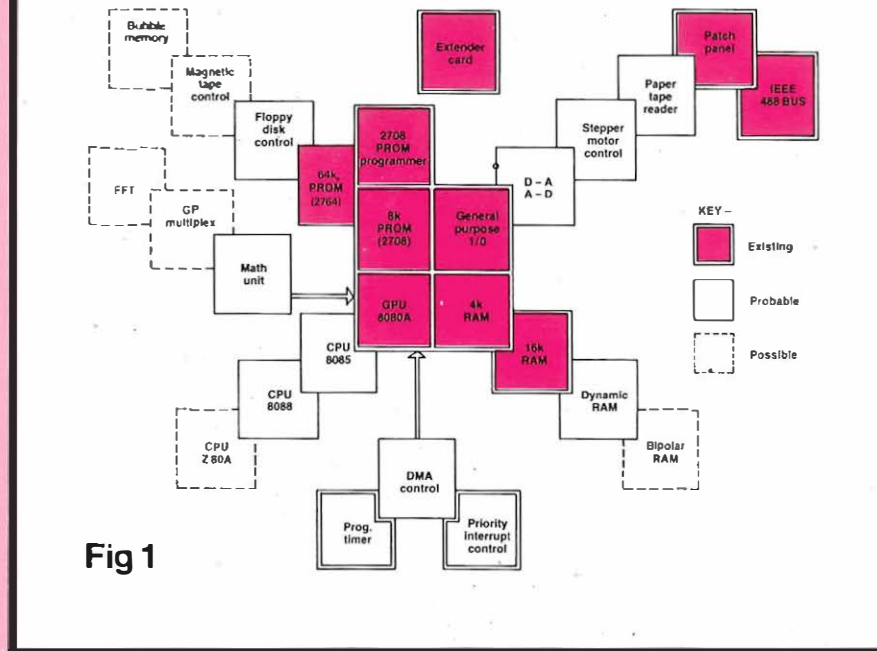 Bubble
memory
Extender
card
Patch
panel
Magnetic
tape
control
Paper
tape
reader
IEEE
488 BUS
Floppy
disk
control
2708
PROM
programmer
Stepper
motor
control
64k
PROM
(2764)
D – A
A – D
FFT
GP
multiplex
8k
PROM
(2708)
General
purpose
I/O
KEY –
Existing
Math
unit
GPU
8080A
4k
RAM
Probable
CPU
8085
16k
RAM
Possible
CPU
8088
Dynamic
RAM
CPU
Z80A
Bipolar
RAM
DMA
control
Prog.
timer
Priority
interrupt
control
Fig 1